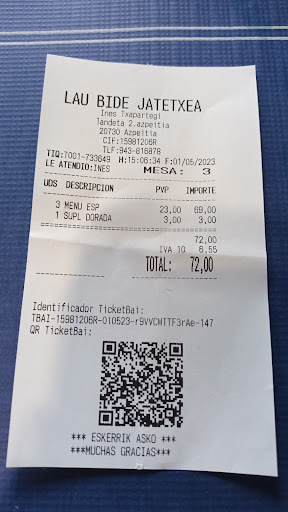 LAU BIDE JATETXEA
Ines Txapartegi
landeta 2.azpeitia
20730 Azpeitia
CIF:15981206R
TLF:943-816878
TIQ:T001-733649 H:15:06:34 F:01/05/2023
LE ATENDIO:INES MESA: 3
UDS DESCRIPCION PVP IMPORTE
3 MENU ESP 23,00 69,00
1 SUPL DORADA 3,00 3,00
72,00
IVA 10 6,55
TOTAL: 72,00
Identificador TicketBai:
TBAI-15981206R-010523-r9VVCWTTF3rAe-147
QR TicketBai:
*** ESKERRIK ASKO ***
***MUCHAS GRACIAS***